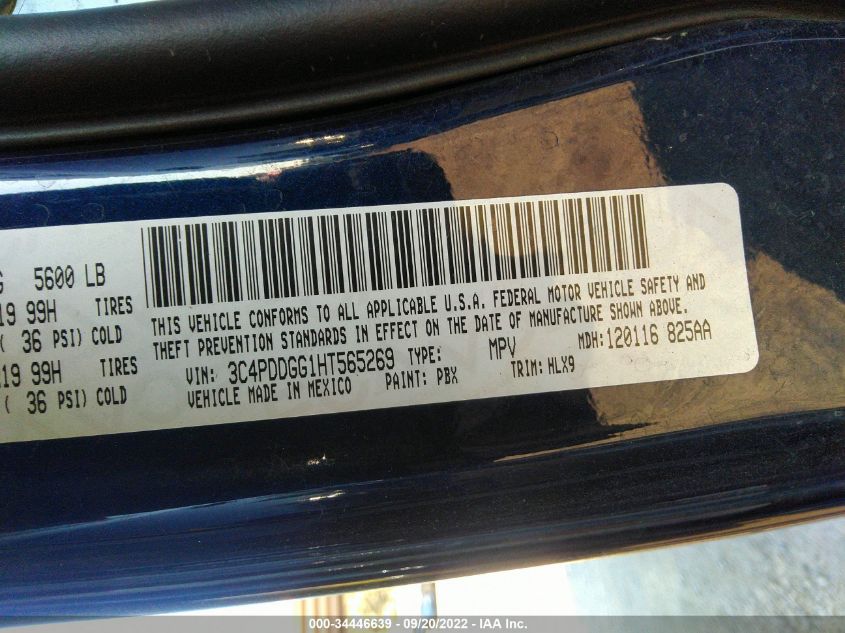 5600 LB
19 99H TIRES
( 36 PSI) COLD
19 99H TIRES
( 36 PSI) COLD
THIS VEHICLE CONFORMS TO ALL APPLICABLE U.S.A. FEDERAL MOTOR VEHICLE SAFETY AND
THEFT PREVENTION STANDARDS IN EFFECT ON THE DATE OF MANUFACTURE SHOWN ABOVE.
VIN: 3C4PDDGG1HT565269 TYPE: MPV MDH:120116 825AA
VEHICLE MADE IN MEXICO PAINT: PBX TRIM: HLX9
000-34446639 - 09/20/2022 - IAA Inc.